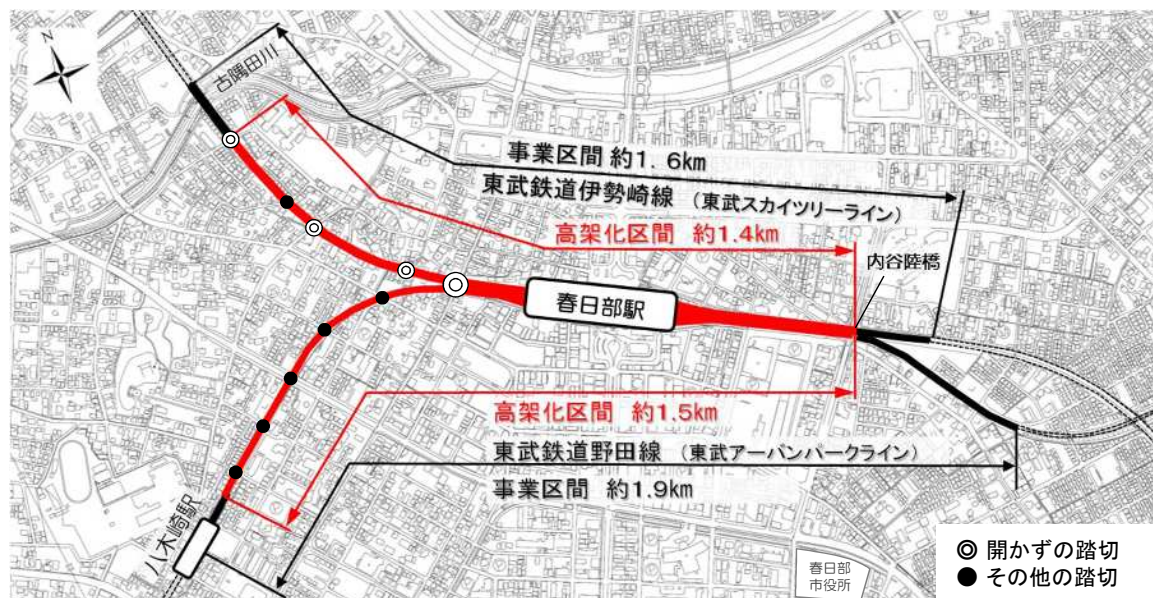 N
古隅田川
事業区間 約1.6km
東武鉄道伊勢崎線 (東武スカイツリーライン)
高架化区間 約1.4km
内谷陸橋
春日部駅
高架化区間 約1.5km
東武鉄道野田線 (東武アーバンパークライン)
事業区間 約1.9km
八木崎駅
春日部
市役所
◎ 開かずの踏切
● その他の踏切